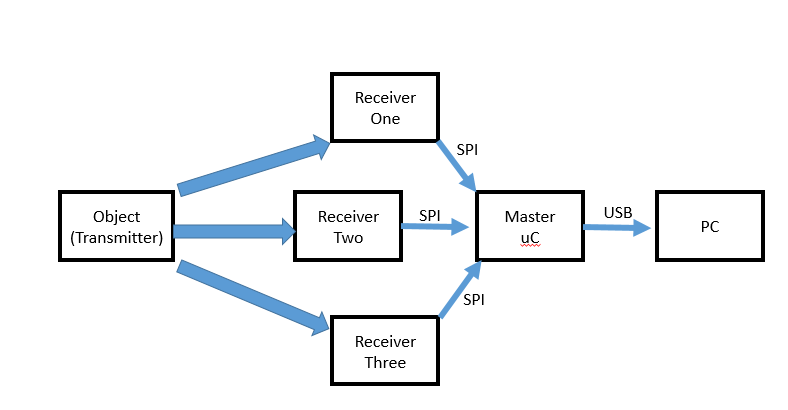 Receiver
One
SPI
Object
(Transmitter)
Receiver
Two
SPI
Master
uC
USB
PC
SPI
Receiver
Three